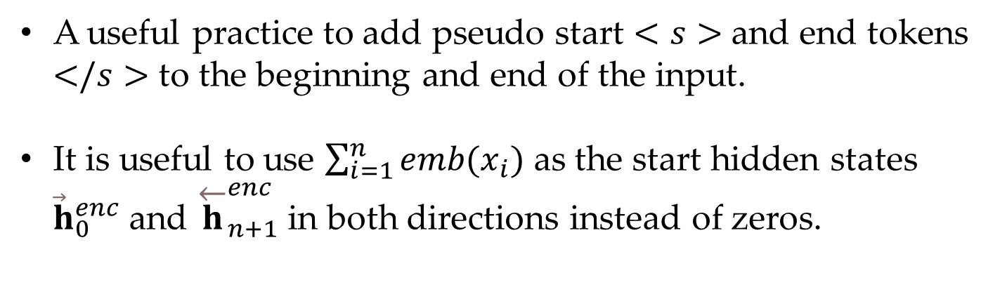 • A useful practice to add pseudo start < s > and end tokens
</s > to the beginning and end of the input.
• It is useful to use $\sum_{i=1}^{n} emb(x_i)$ as the start hidden states
$\overrightarrow{\mathbf{h}}_0^{enc}$ and $\overleftarrow{\mathbf{h}}_{n+1}^{enc}$ in both directions instead of zeros.